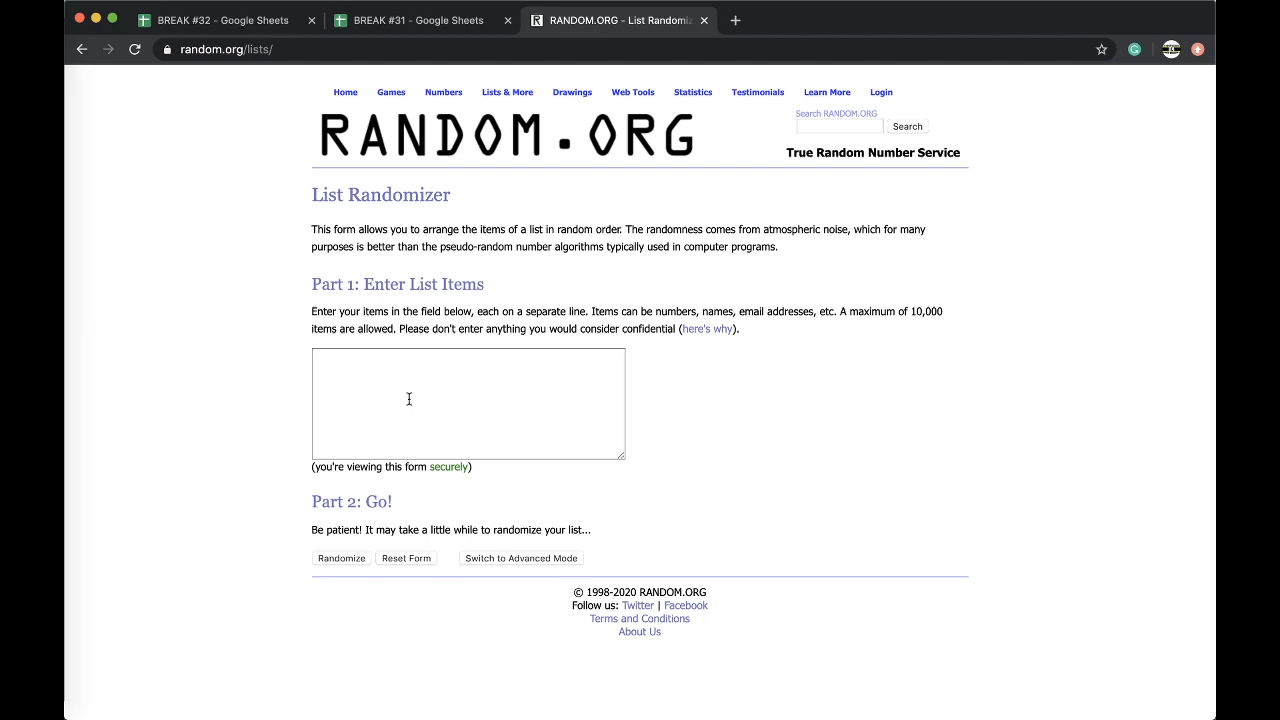 BREAK #32 - Google Sheets
BREAK #31 - Google Sheets
RANDOM.ORG - List Randomiz
random.org/lists/
Home Games Numbers Lists & More Drawings Web Tools Statistics Testimonials Learn More Login
RANDOM.ORG
Search RANDOM.ORG
Search
True Random Number Service
List Randomizer
This form allows you to arrange the items of a list in random order. The randomness comes from atmospheric noise, which for many
purposes is better than the pseudo-random number algorithms typically used in computer programs.
Part 1: Enter List Items
Enter your items in the field below, each on a separate line. Items can be numbers, names, email addresses, etc. A maximum of 10,000
items are allowed. Please don't enter anything you would consider confidential (here's why).
(you're viewing this form securely)
Part 2: Go!
Be patient! It may take a little while to randomize your list...
Randomize Reset Form Switch to Advanced Mode
© 1998-2020 RANDOM.ORG
Follow us: Twitter | Facebook
Terms and Conditions
About Us